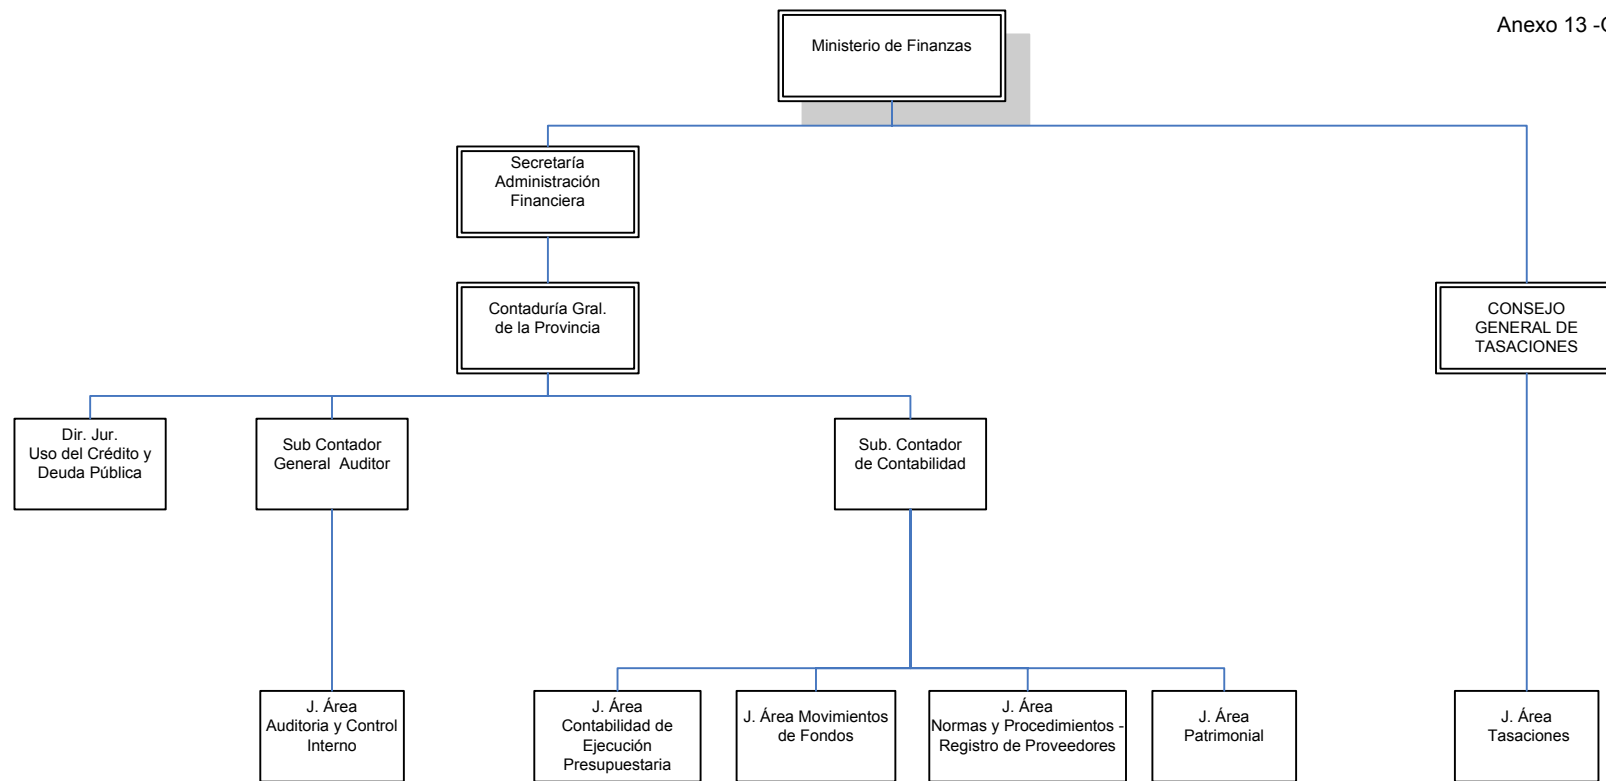 Anexo 13 -
Ministerio de Finanzas
Secretaría
Administración
Financiera
Contaduría Gral.
de la Provincia
CONSEJO
GENERAL DE
TASACIONES
Dir. Jur.
Uso del Crédito y
Deuda Pública
Sub Contador
General Auditor
Sub. Contador
de Contabilidad
J. Área
Auditoria y Control
Interno
J. Área
Contabilidad de
Ejecución
Presupuestaria
J. Área Movimientos
de Fondos
J. Área
Normas y Procedimientos -
Registro de Proveedores
J. Área
Patrimonial
J. Área
Tasaciones